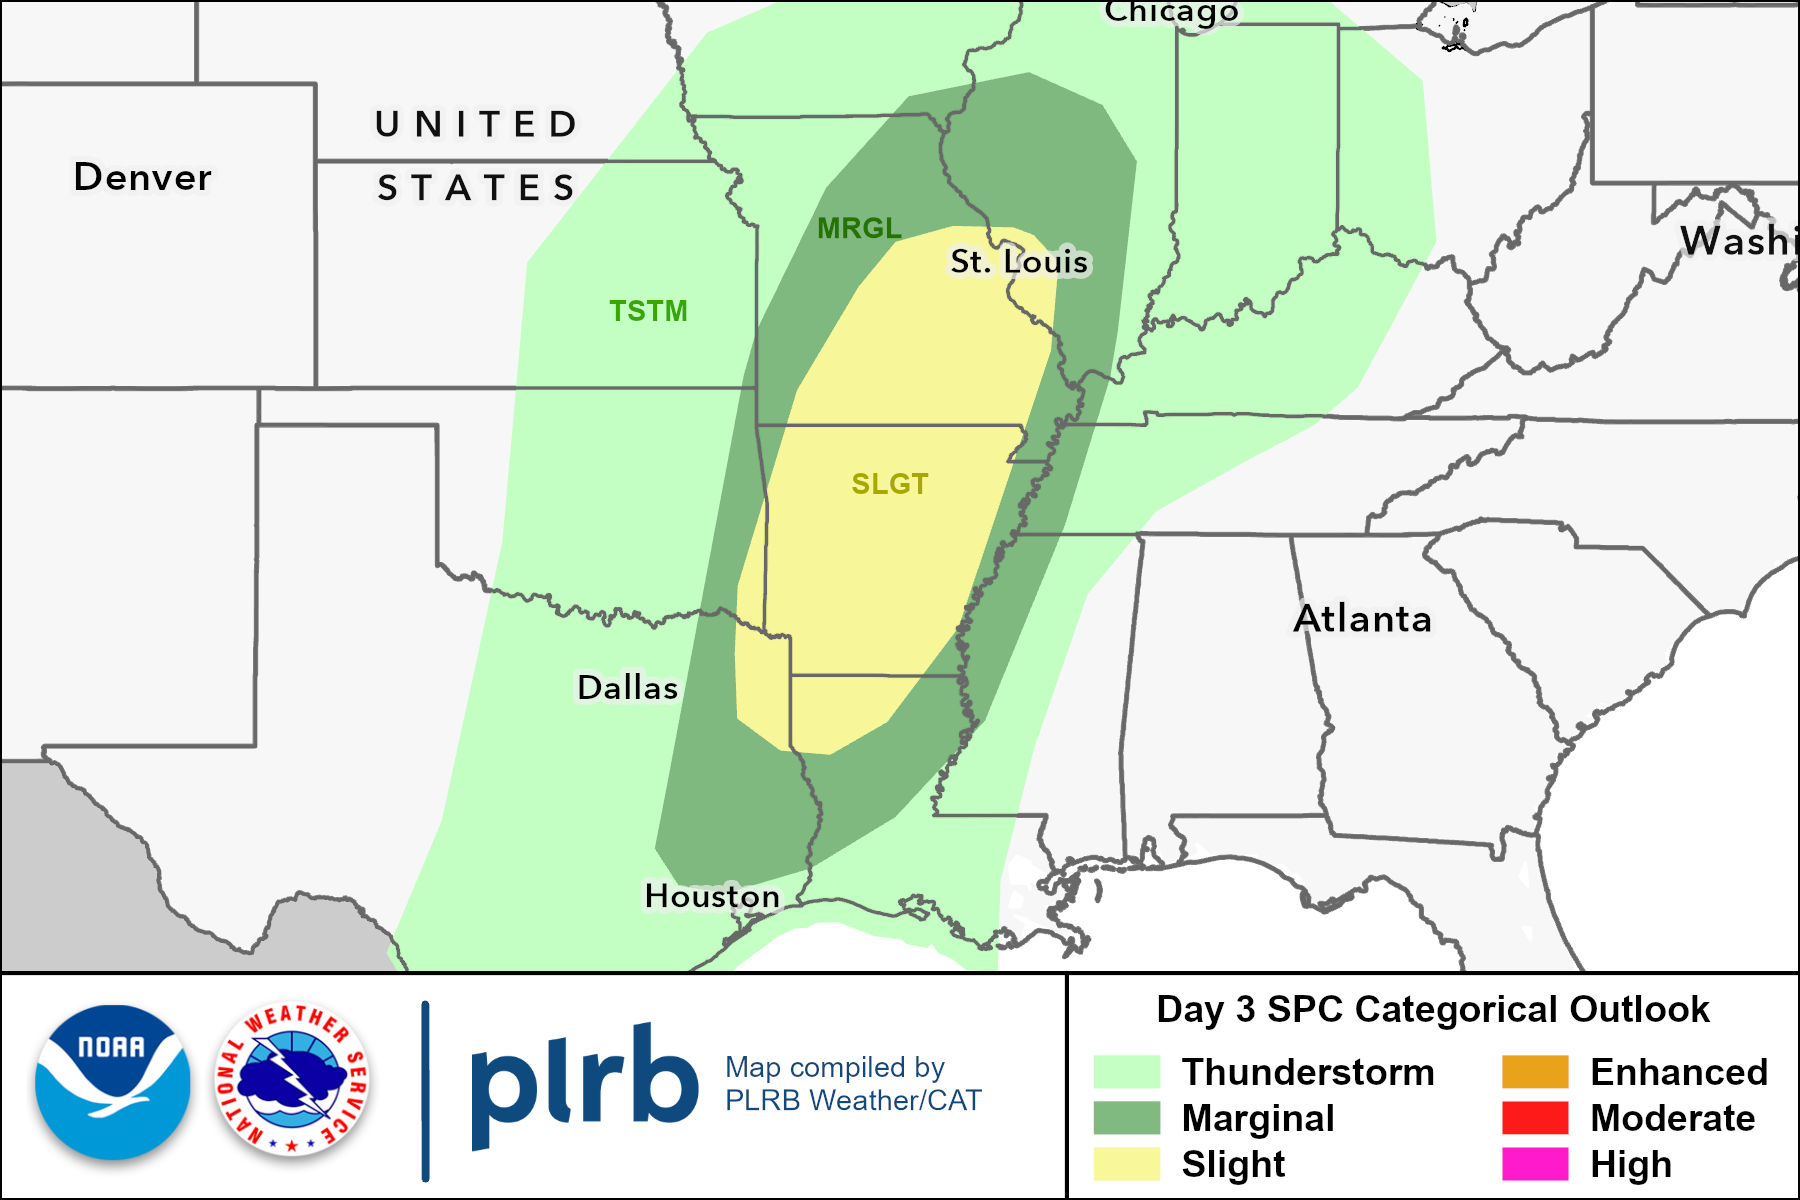 Chicago
UNITED
STATES
Denver
MRGL
Washi
St. Louis
TSTM
SLGT
Atlanta
Dallas
Houston
NOAA
NATIONAL WEATHER SERVICE
plrb
Map compiled by
PLRB Weather/CAT
Day 3 SPC Categorical Outlook
Thunderstorm
Marginal
Slight
Enhanced
Moderate
High